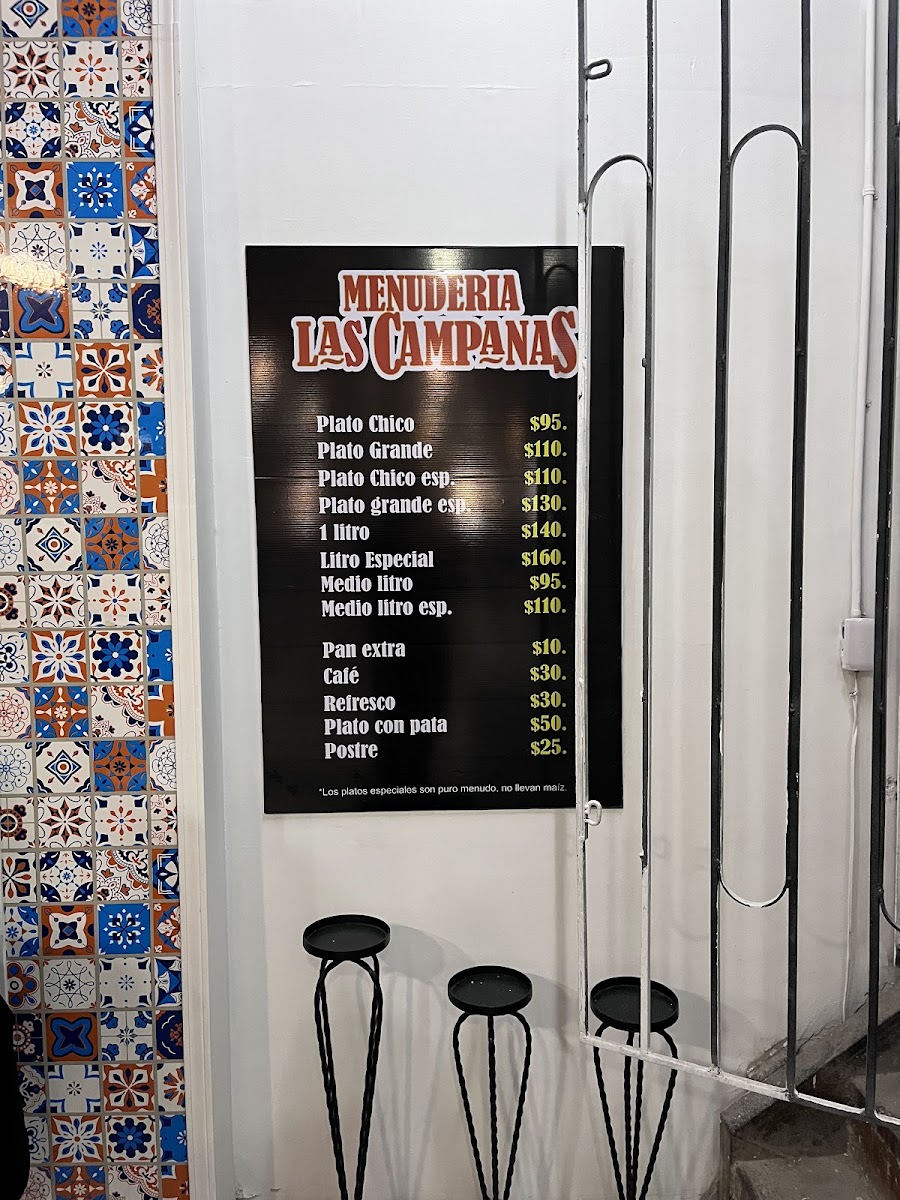 MENUDERIA
LAS CAMPANAS
Plato Chico $95.
Plato Grande $110.
Plato Chico esp. $110.
Plato grande esp. $130.
1 litro $140.
Litro Especial $160.
Medio litro $95.
Medio litro esp. $110.
Pan extra $10.
Café $30.
Refresco $30.
Plato con pata $50.
Postre $25.
*Los platos especiales son puro menudo, no llevan maíz.